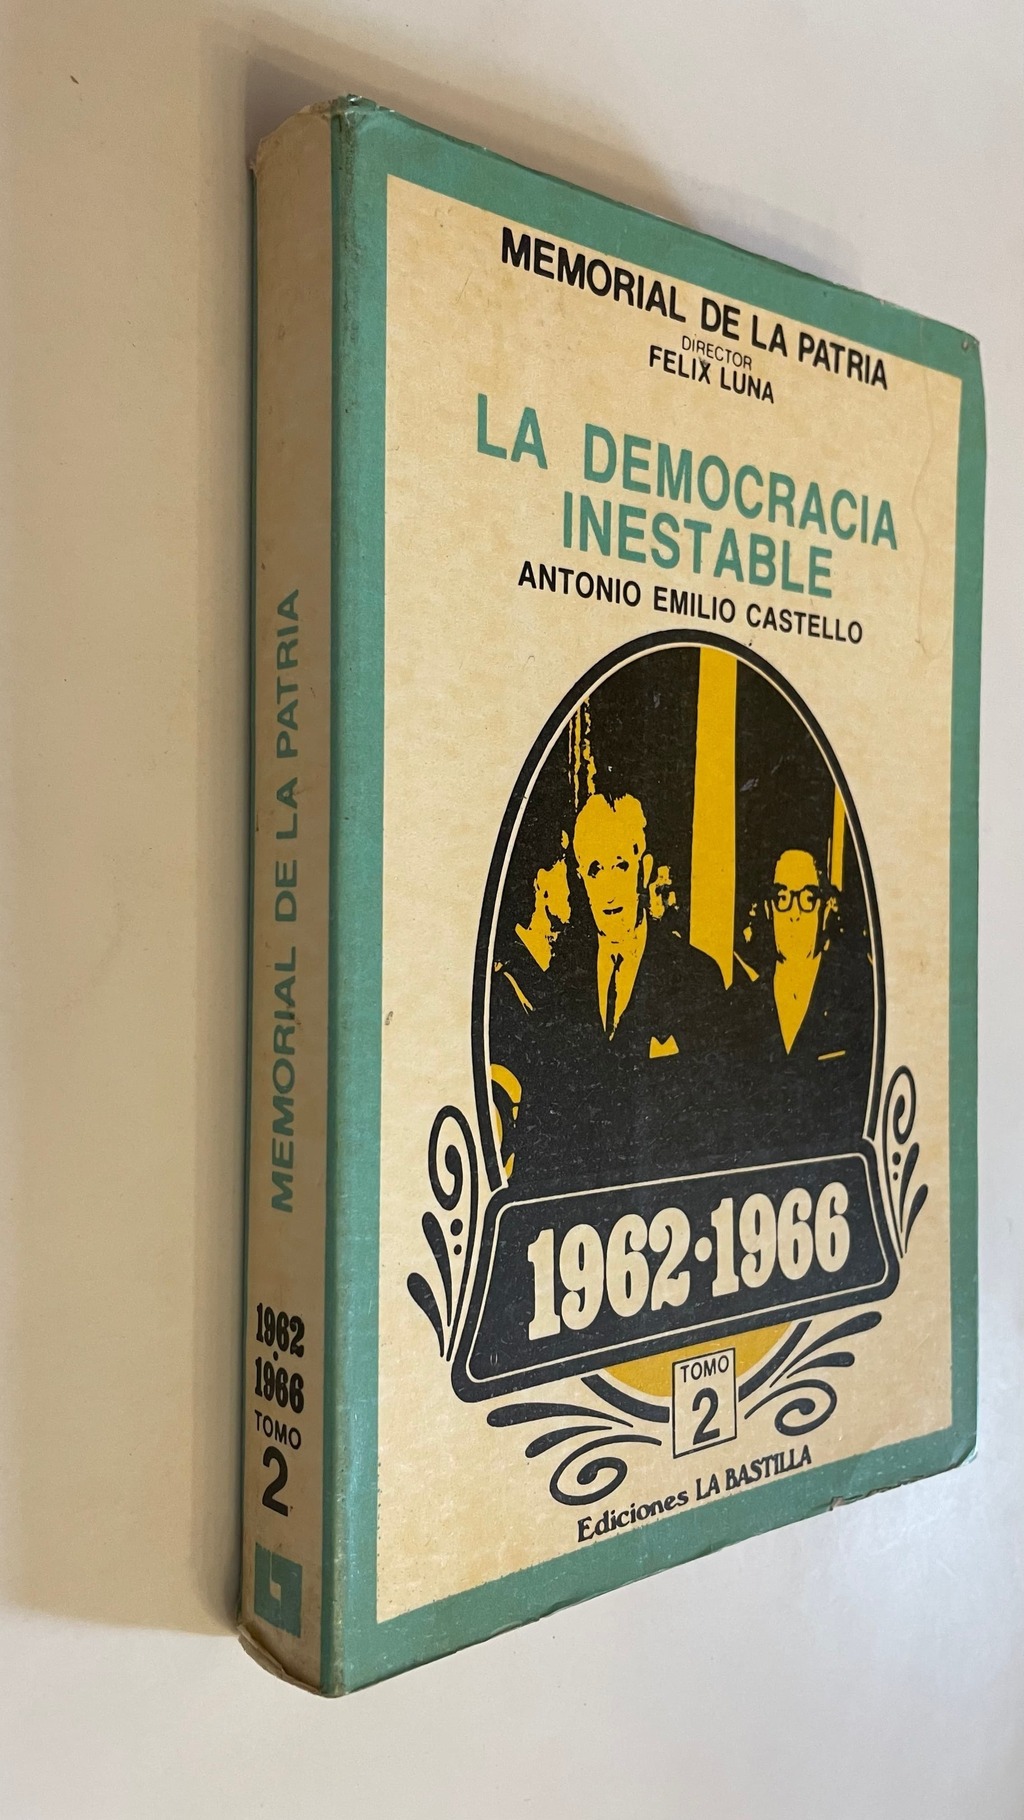 MEMORIAL DE LA PATRIA
DIRECTOR
FELIX LUNA
LA DEMOCRACIA
INESTABLE
ANTONIO EMILIO CASTELLO
1962·1966
TOMO
2
Ediciones LA BASTILLA
MEMORIAL DE LA PATRIA
1962
·
1966
TOMO
2